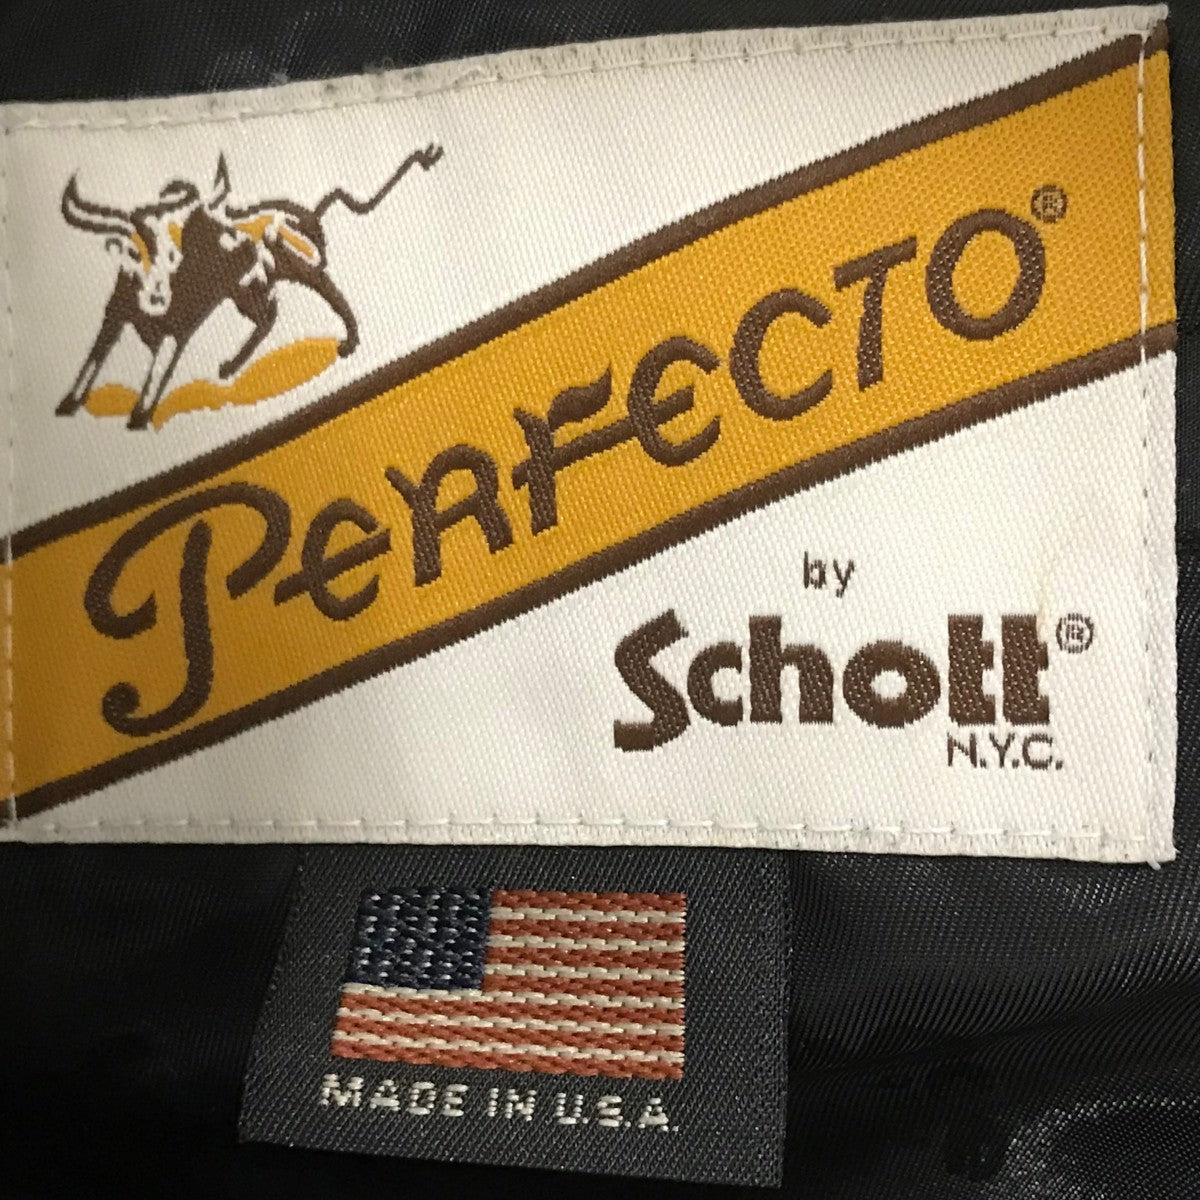 PERFECTO®
by
Schott®
N.Y.C.
MADE IN U.S.A.